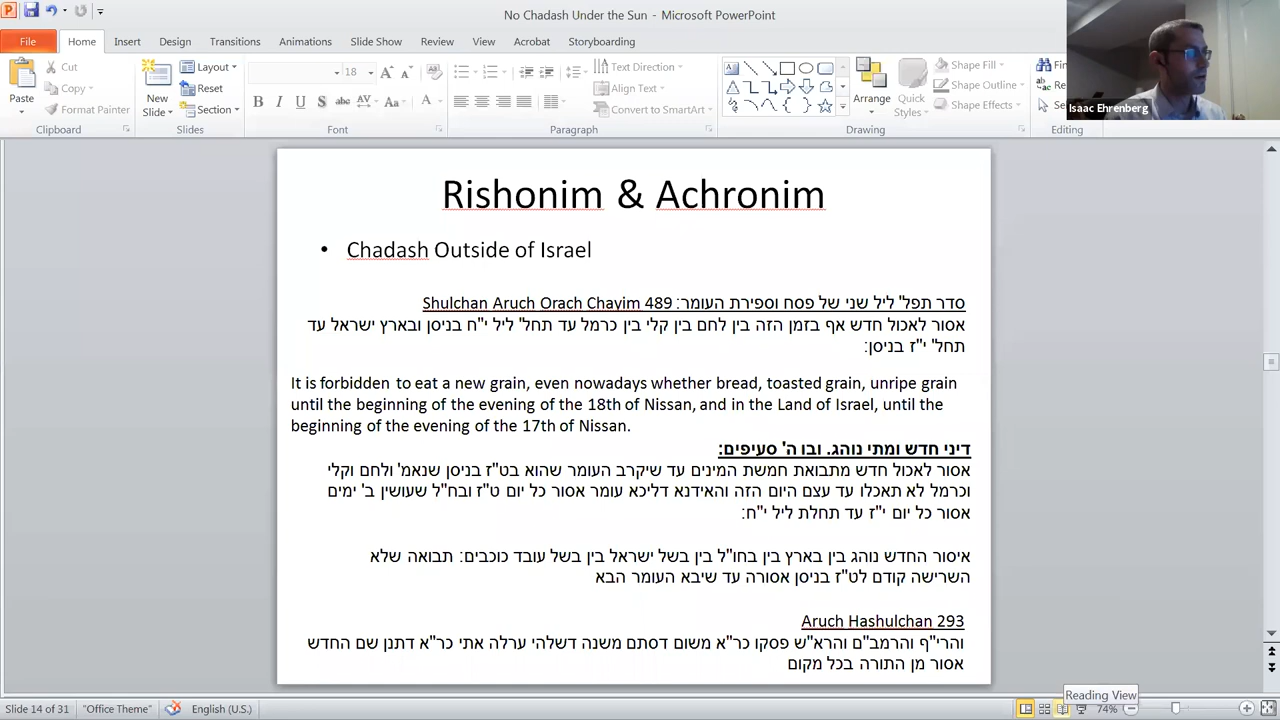 No Chadash Under the Sun - Microsoft PowerPoint
File Home Insert Design Transitions Animations Slide Show Review View Acrobat Storyboarding
Paste
Cut
Copy
Format Painter
Clipboard
New Slide
Layout
Reset
Section
Slides
18
Font
Text Direction
Align Text
Convert to SmartArt
Paragraph
Arrange
Quick Styles
Shape Fill
Shape Outline
Shape Effects
Drawing
Editing
Isaac Ehrenberg
Rishonim & Achronim
• Chadash Outside of Israel
Shulchan Aruch Orach Chayim 489 סדר תפל' ליל שני של פסח וספירת העומר:
אסור לאכול חדש אף בזמן הזה בין לחם בין קלי בין כרמל עד תחל' ליל י"ח בניסן ובארץ ישראל עד
תחל' י"ז בניסן:
It is forbidden to eat a new grain, even nowadays whether bread, toasted grain, unripe grain
until the beginning of the evening of the 18th of Nissan, and in the Land of Israel, until the
beginning of the evening of the 17th of Nissan.
דיני חדש ומתי נוהג. ובו ה' סעיפים:
אסור לאכול חדש מתבואת חמשת המינים עד שיקרב העומר שהוא בט"ז בניסן שנאמ' ולחם וקלי
וכרמל לא תאכלו עד עצם היום הזה והאידנא דליכא עומר אסור כל יום ט"ז ובח"ל שעושין ב' ימים
אסור כל יום י"ז עד תחלת ליל י"ח:
איסור החדש נוהג בין בארץ בין בחו"ל בין בשל ישראל בין בשל עובד כוכבים: תבואה שלא
השרישה קודם לט"ז בניסן אסורה עד שיבא העומר הבא
Aruch Hashulchan 293
והרי"ף והרמב"ם והרא"ש פסקו כר"א משום דסתם משנה דשלהי ערלה אתי כר"א דתנן שם החדש
אסור מן התורה בכל מקום
Reading View
Slide 14 of 31 "Office Theme" English (U.S.) 74%